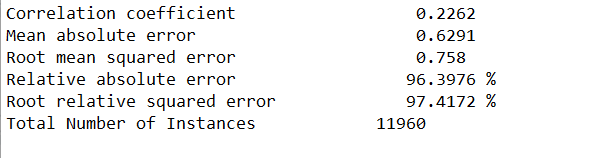 Correlation coefficient 0.2262
Mean absolute error 0.6291
Root mean squared error 0.758
Relative absolute error 96.3976 %
Root relative squared error 97.4172 %
Total Number of Instances 11960